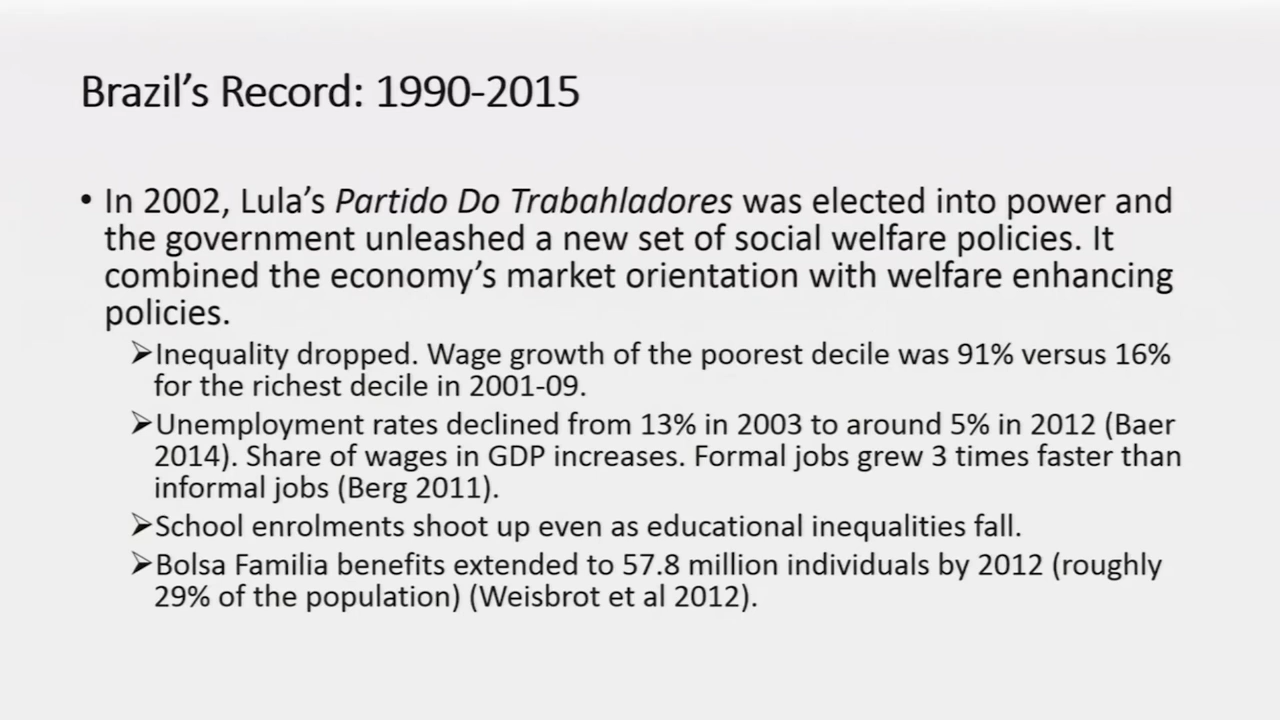 Brazil's Record: 1990-2015
• In 2002, Lula's Partido Do Trabahladores was elected into power and
the government unleashed a new set of social welfare policies. It
combined the economy's market orientation with welfare enhancing
policies.
➢Inequality dropped. Wage growth of the poorest decile was 91% versus 16%
for the richest decile in 2001-09.
➢Unemployment rates declined from 13% in 2003 to around 5% in 2012 (Baer
2014). Share of wages in GDP increases. Formal jobs grew 3 times faster than
informal jobs (Berg 2011).
➢School enrolments shoot up even as educational inequalities fall.
➢Bolsa Familia benefits extended to 57.8 million individuals by 2012 (roughly
29% of the population) (Weisbrot et al 2012).